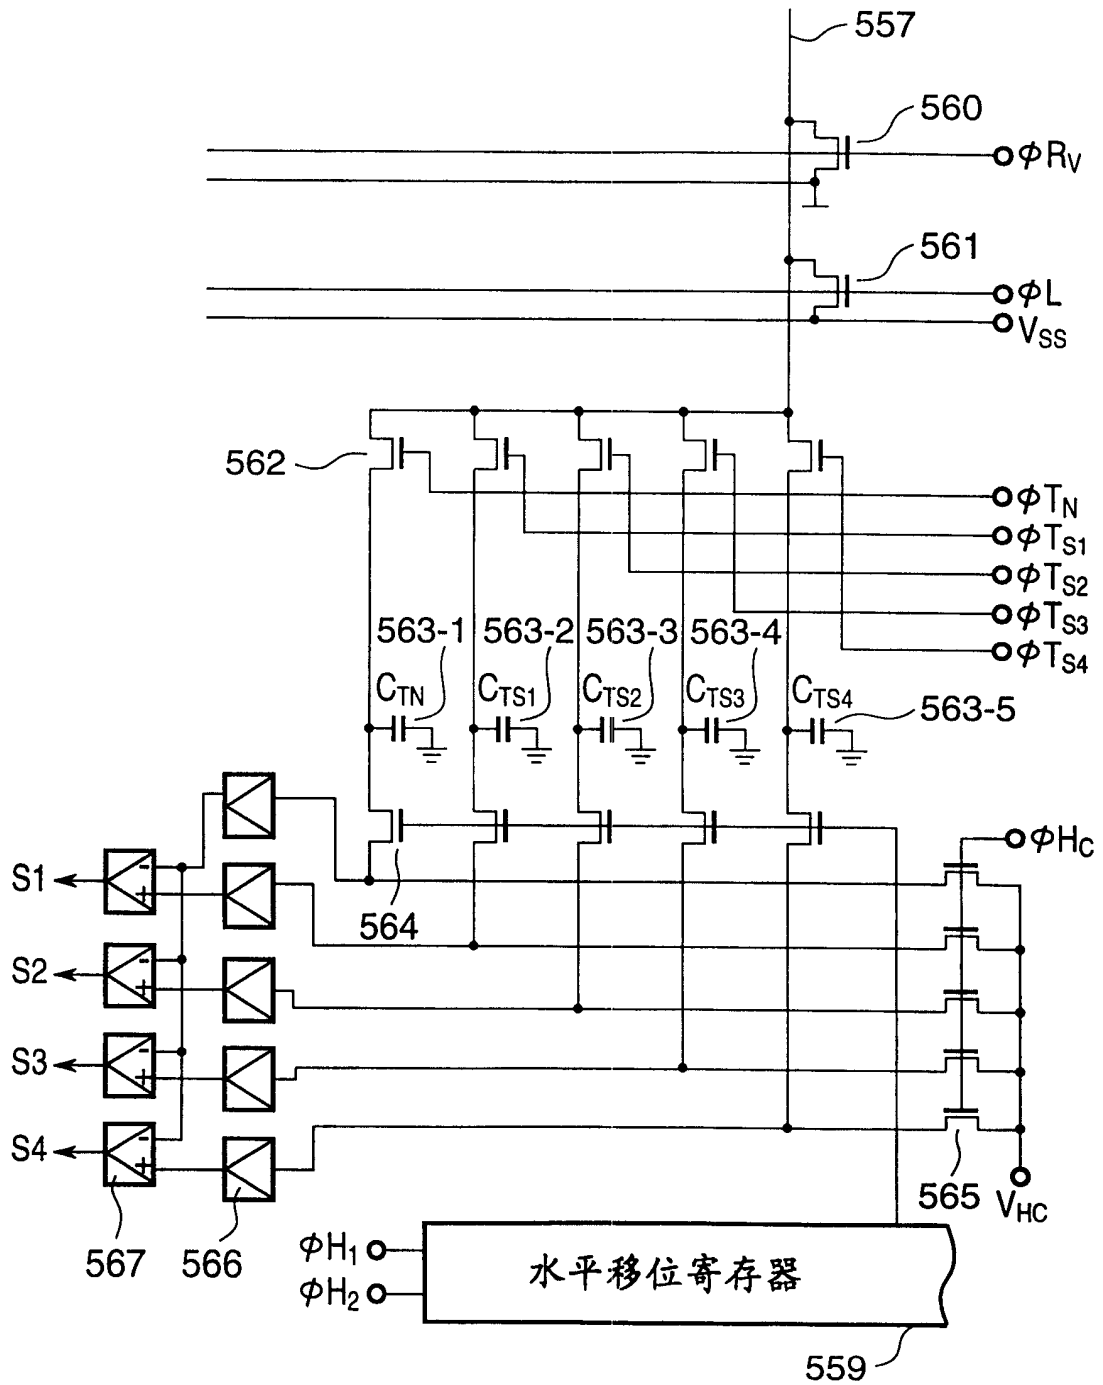 557
560
ϕRV
561
ϕL
VSS
562
ϕTN
ϕTS1
ϕTS2
ϕTS3
ϕTS4
563-1 563-2 563-3 563-4
CTN CTS1 CTS2 CTS3 CTS4
563-5
ϕHC
S1 - +
564
S2 - +
S3 - +
S4 - +
565
VHC
567 566
ϕH1
水平移位寄存器
ϕH2
559